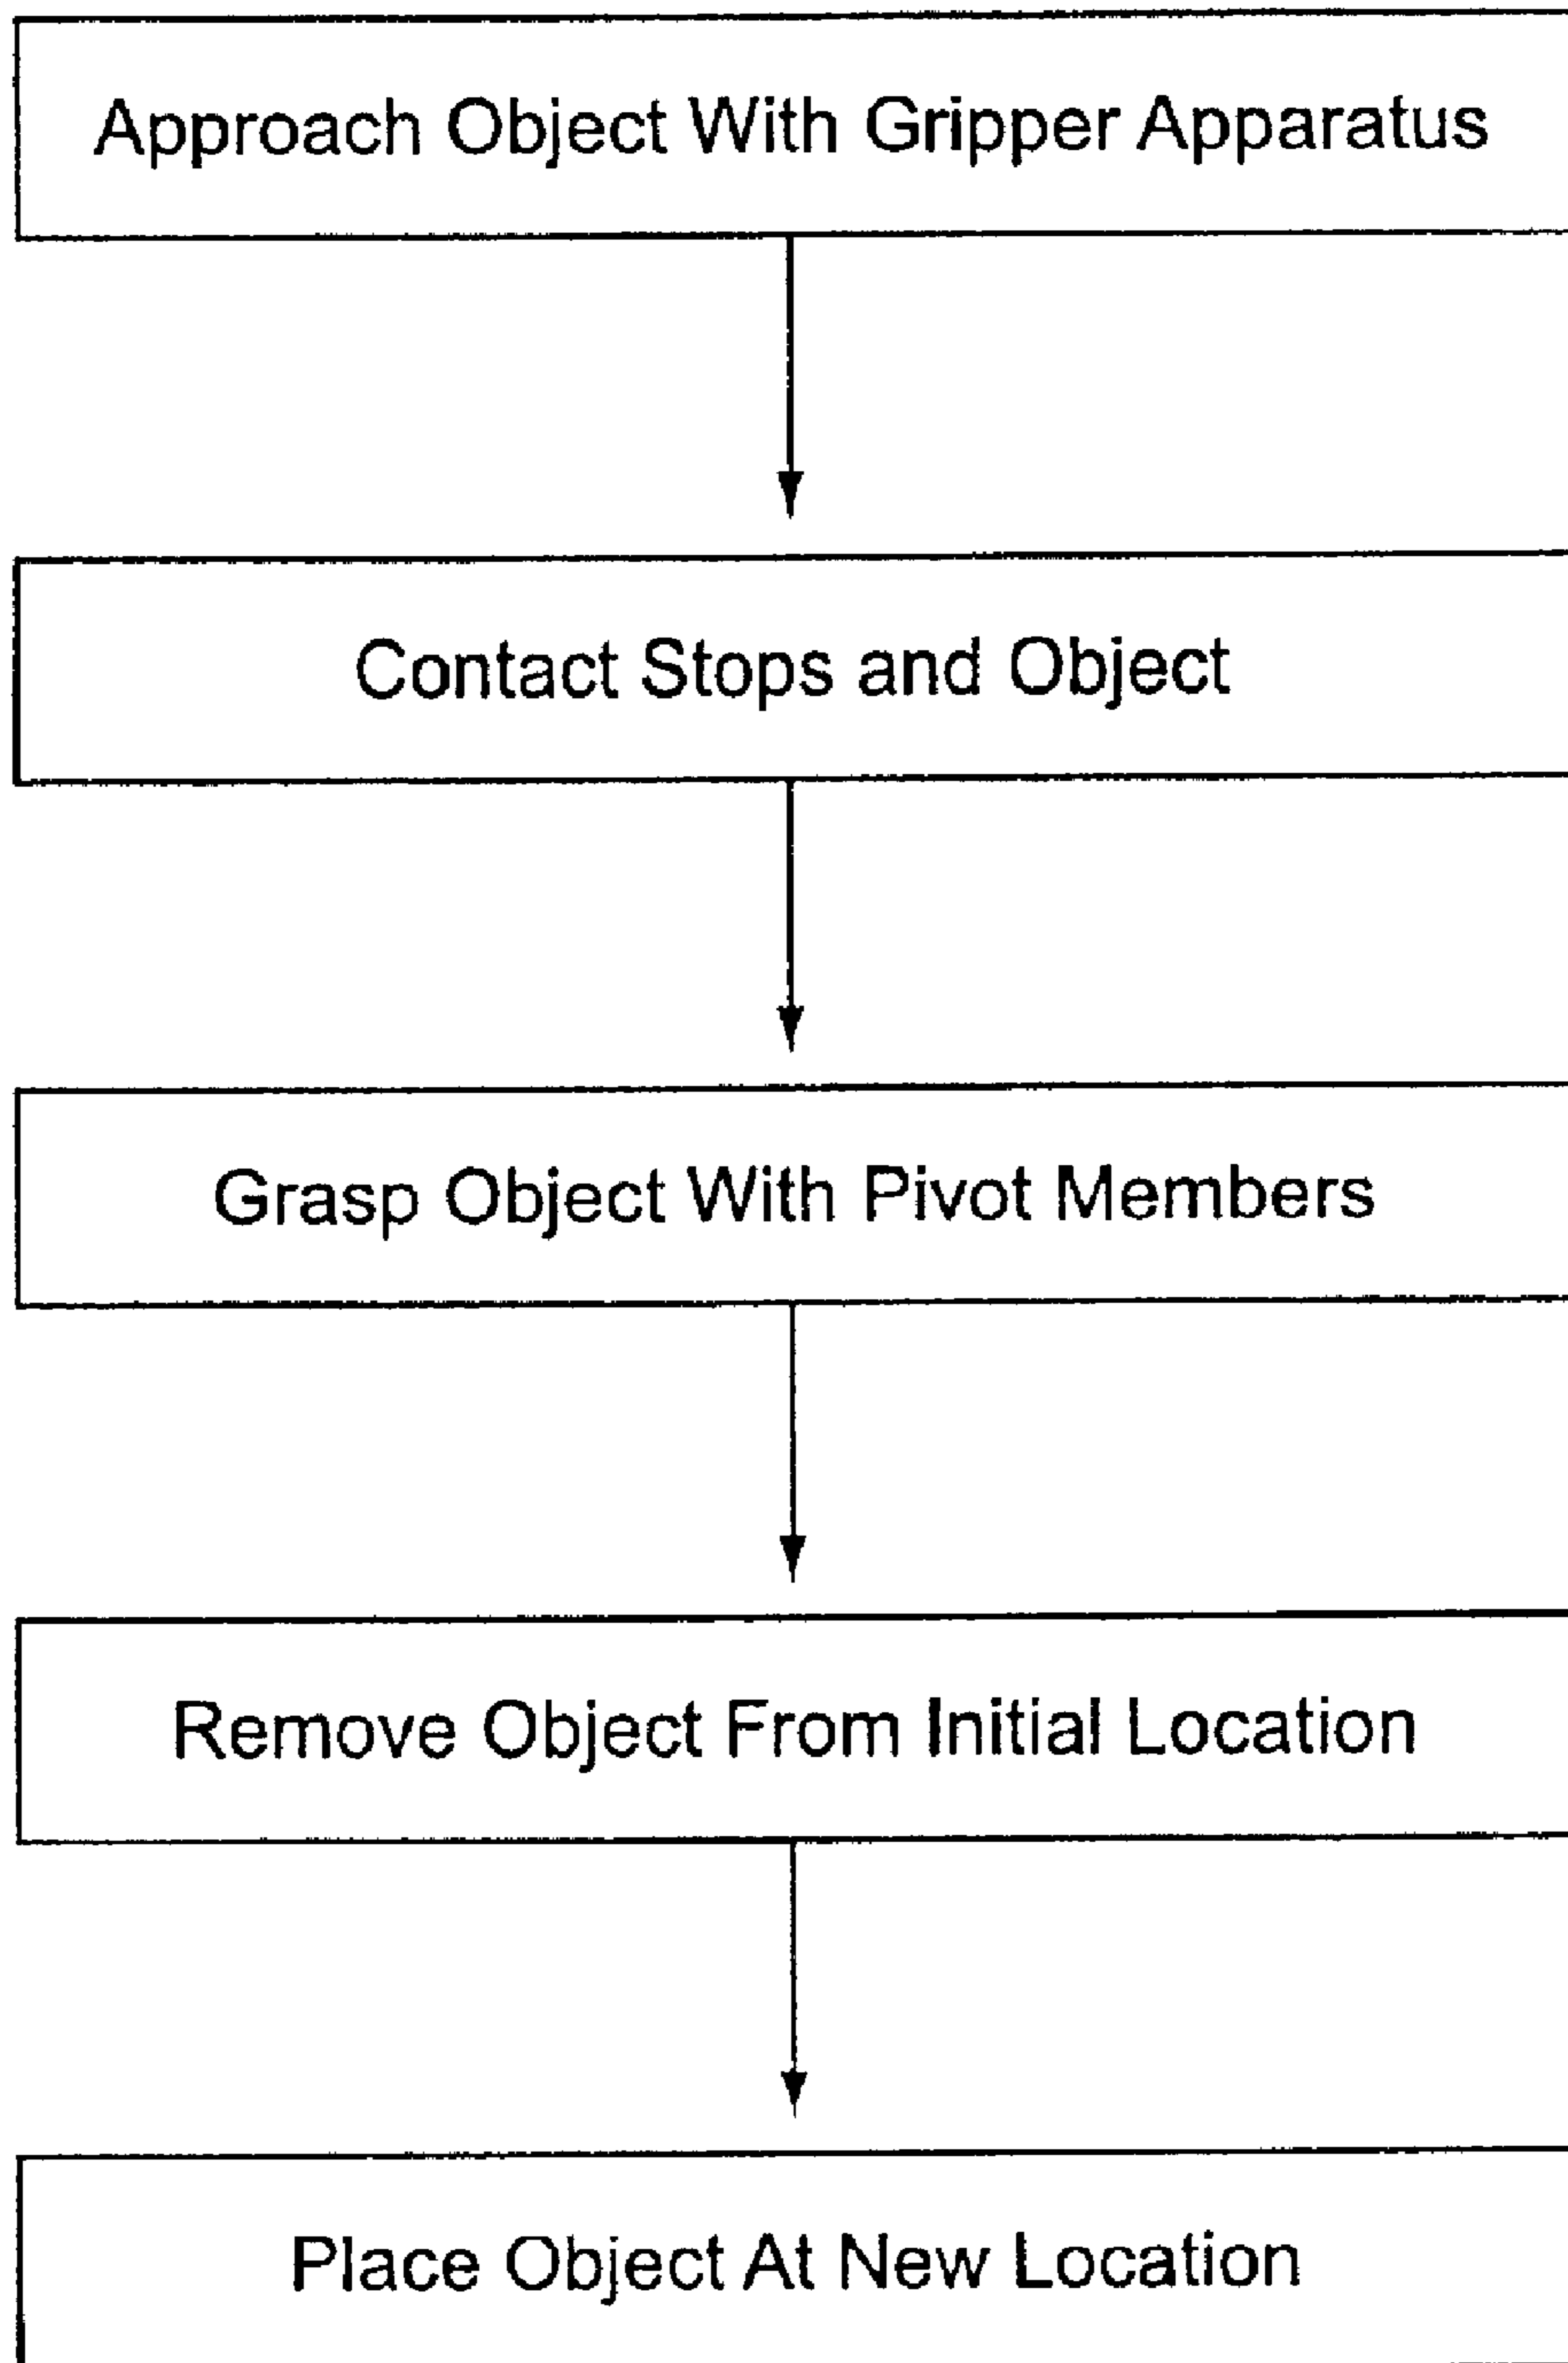 Approach Object With Gripper Apparatus
Contact Stops and Object
Grasp Object With Pivot Members
Remove Object From Initial Location
Place Object At New Location